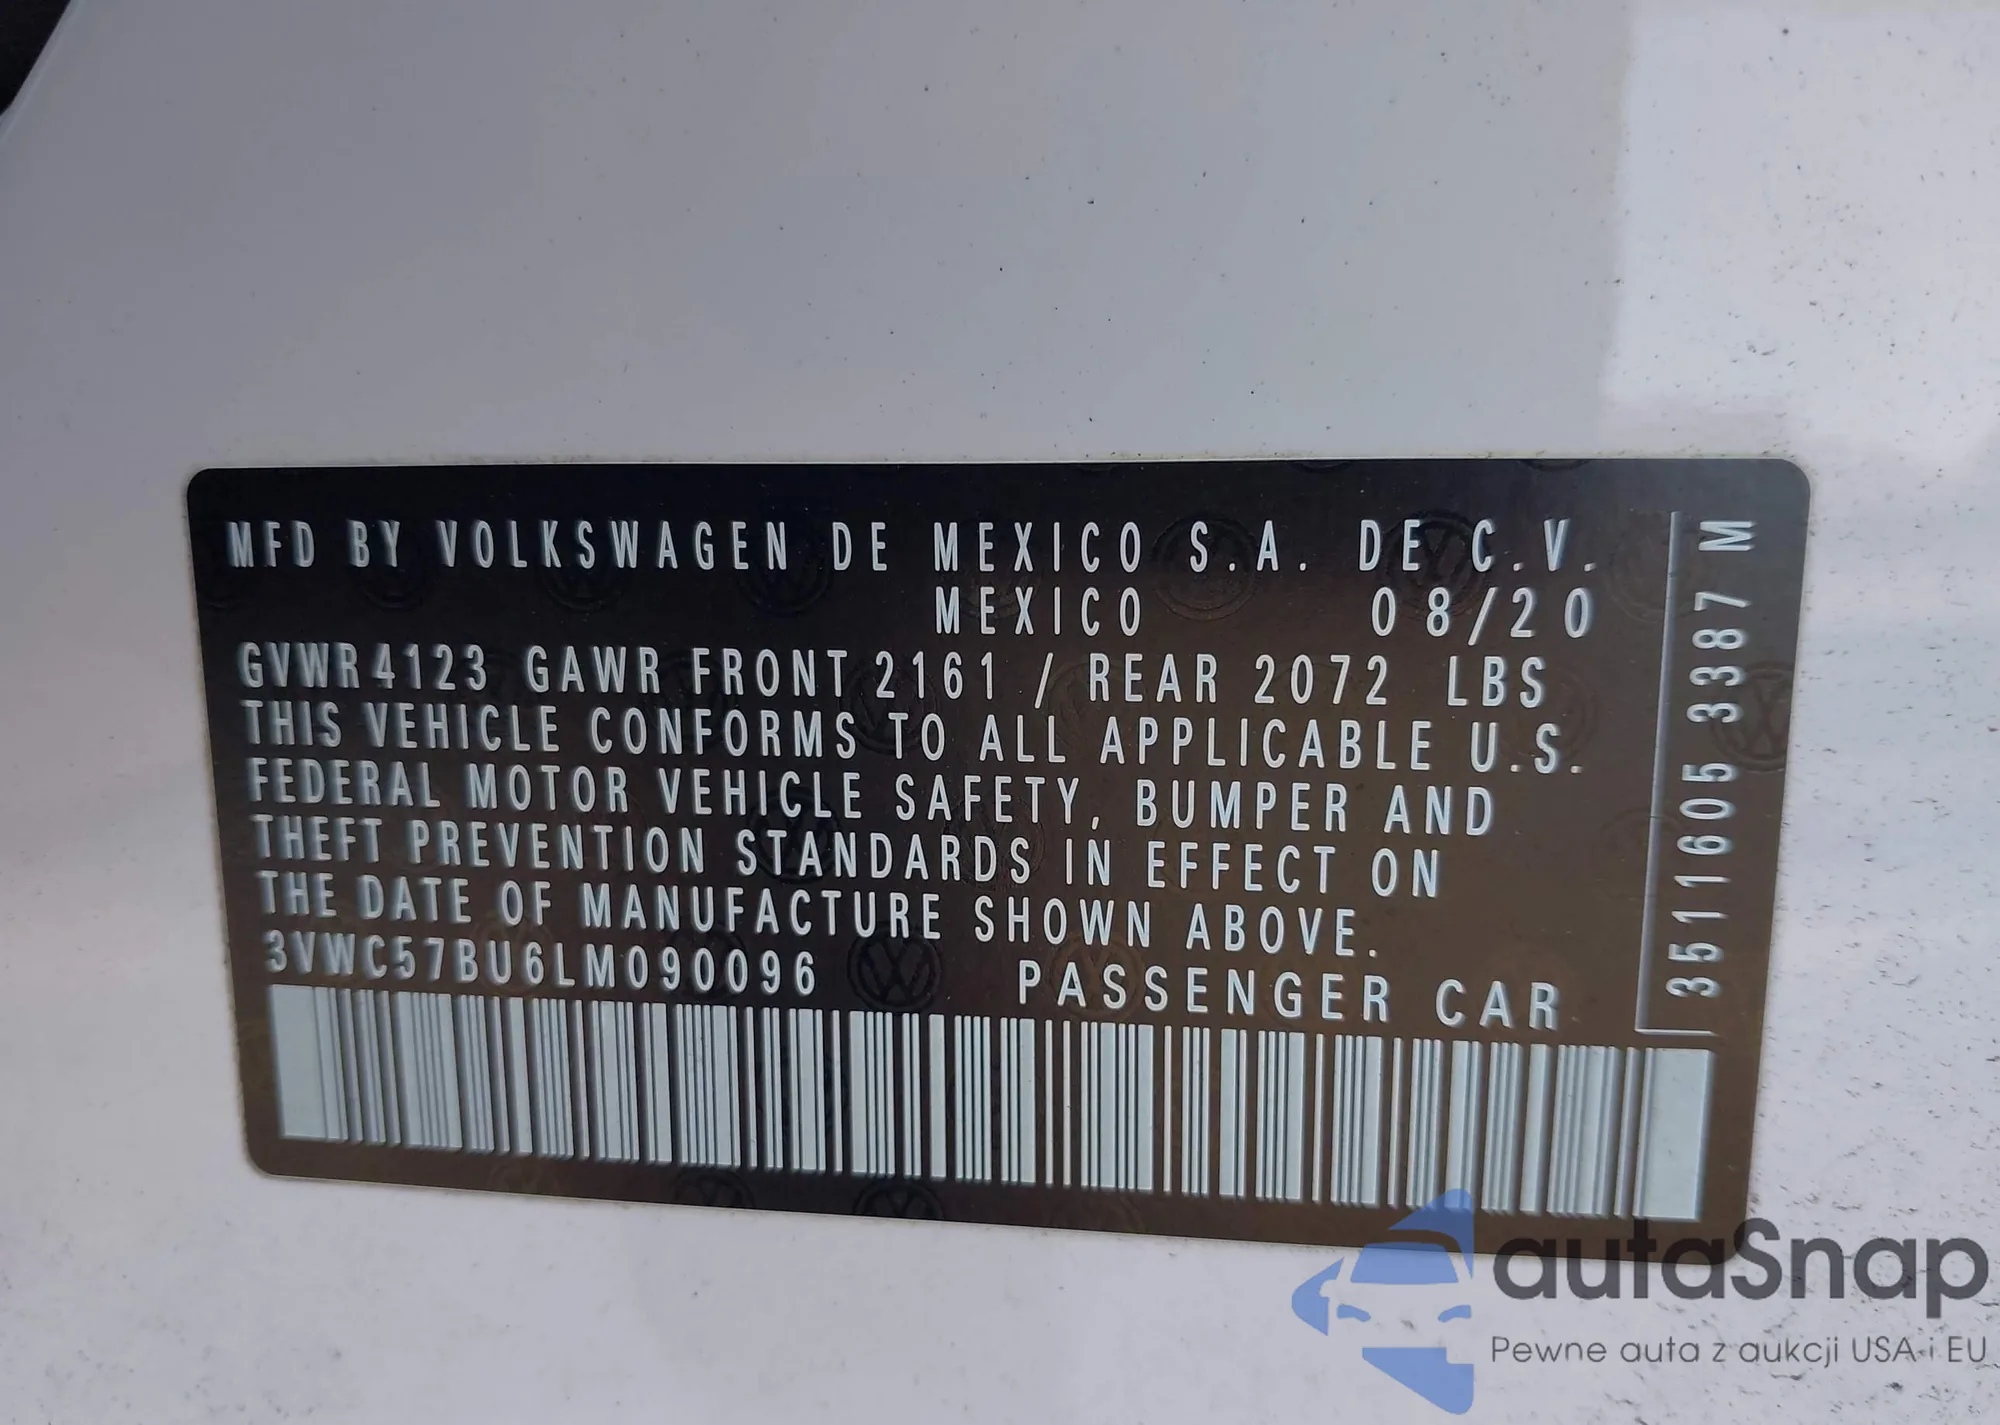 MFD BY VOLKSWAGEN DE MEXICO S.A. DE C.V.
MEXICO 08/20
GVWR 4123 GAWR FRONT 2161 / REAR 2072 LBS
THIS VEHICLE CONFORMS TO ALL APPLICABLE U.S.
FEDERAL MOTOR VEHICLE SAFETY, BUMPER AND
THEFT PREVENTION STANDARDS IN EFFECT ON
THE DATE OF MANUFACTURE SHOWN ABOVE.
3VWC57BU6LM090096 PASSENGER CAR
3511605 3387 M
autaSnap
Pewne auta z aukcji USA i EU